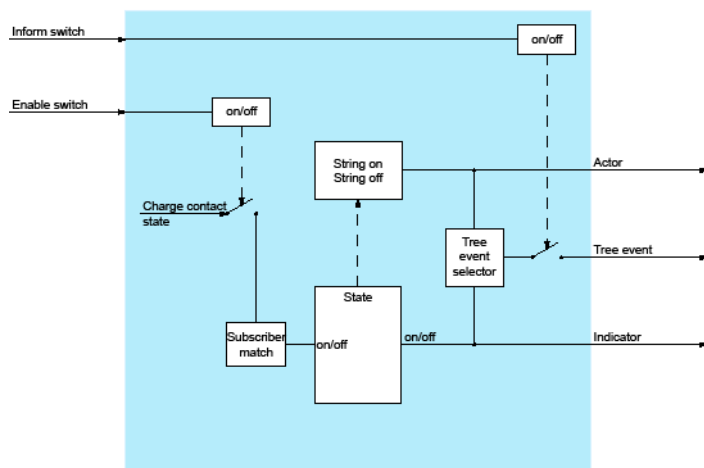 Inform switch
on/off
Enable switch
on/off
String on
String off
Actor
Charge contact
state
Tree
event
selector
Tree event
State
Subscriber
match
on/off
on/off
Indicator